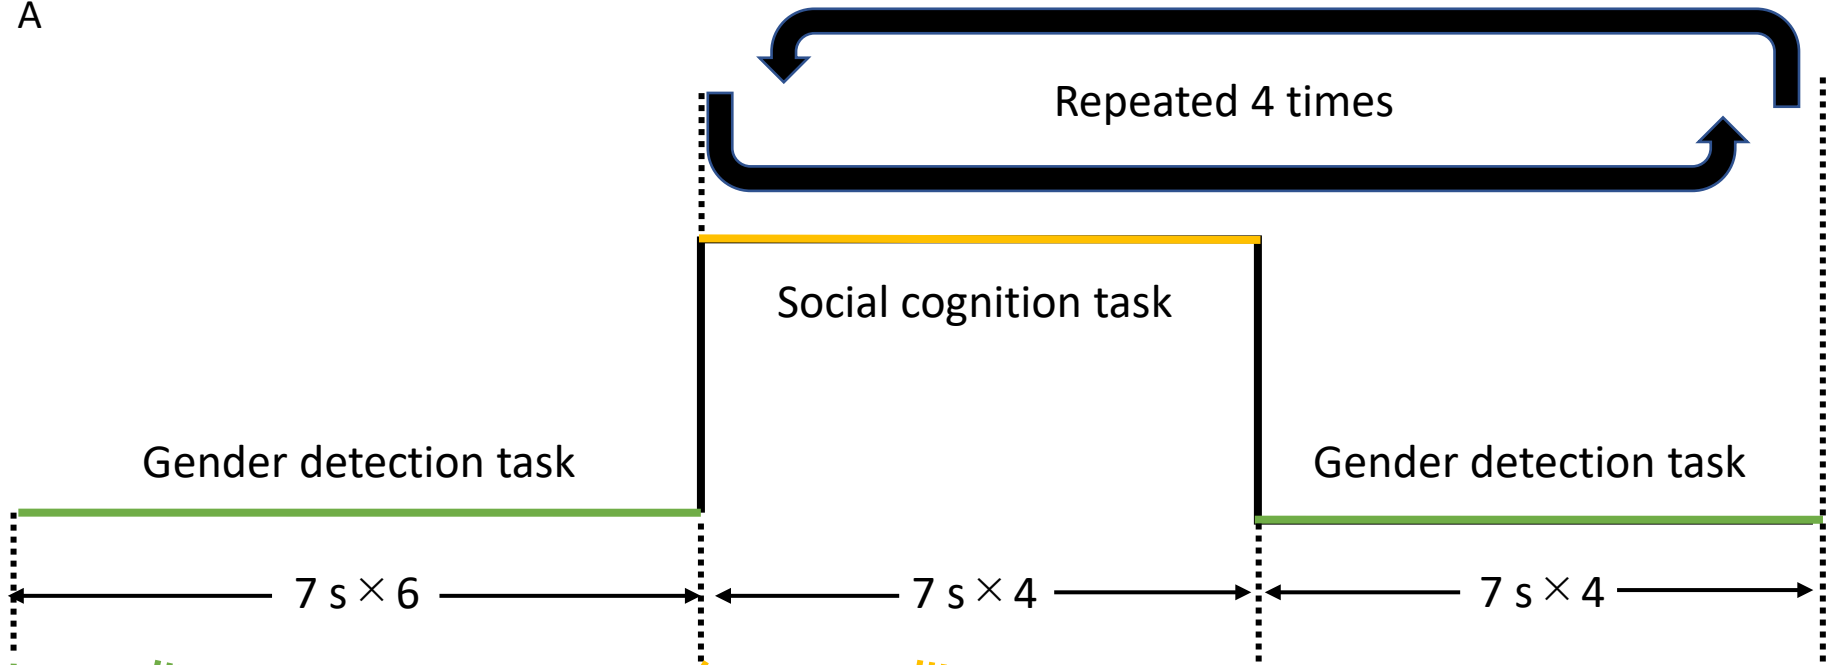 A
Repeated 4 times
Social cognition task
Gender detection task
Gender detection task
7 s × 6
7 s × 4
7 s × 4